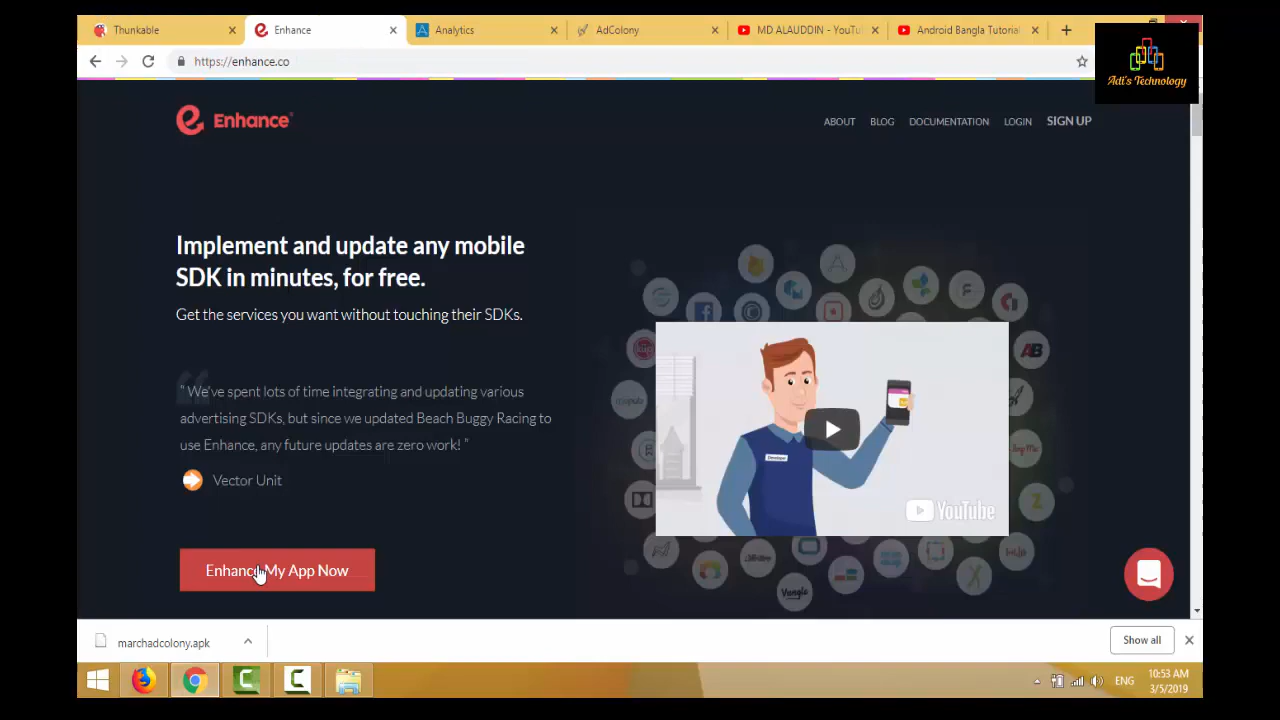 Thunkable
Enhance
Analytics
AdColony
MD ALAUDDIN - YouTu
Android Bangla Tutorial
https://enhance.co
Adi's Technology
Enhance
ABOUT
BLOG
DOCUMENTATION
LOGIN
SIGN UP
Implement and update any mobile
SDK in minutes, for free.
Get the services you want without touching their SDKs.
" We've spent lots of time integrating and updating various
advertising SDKs, but since we updated Beach Buggy Racing to
use Enhance, any future updates are zero work! "
Vector Unit
YouTube
Vungle
Enhance My App Now
marchadcolony.apk
Show all
ENG
10:53 AM
3/5/2019